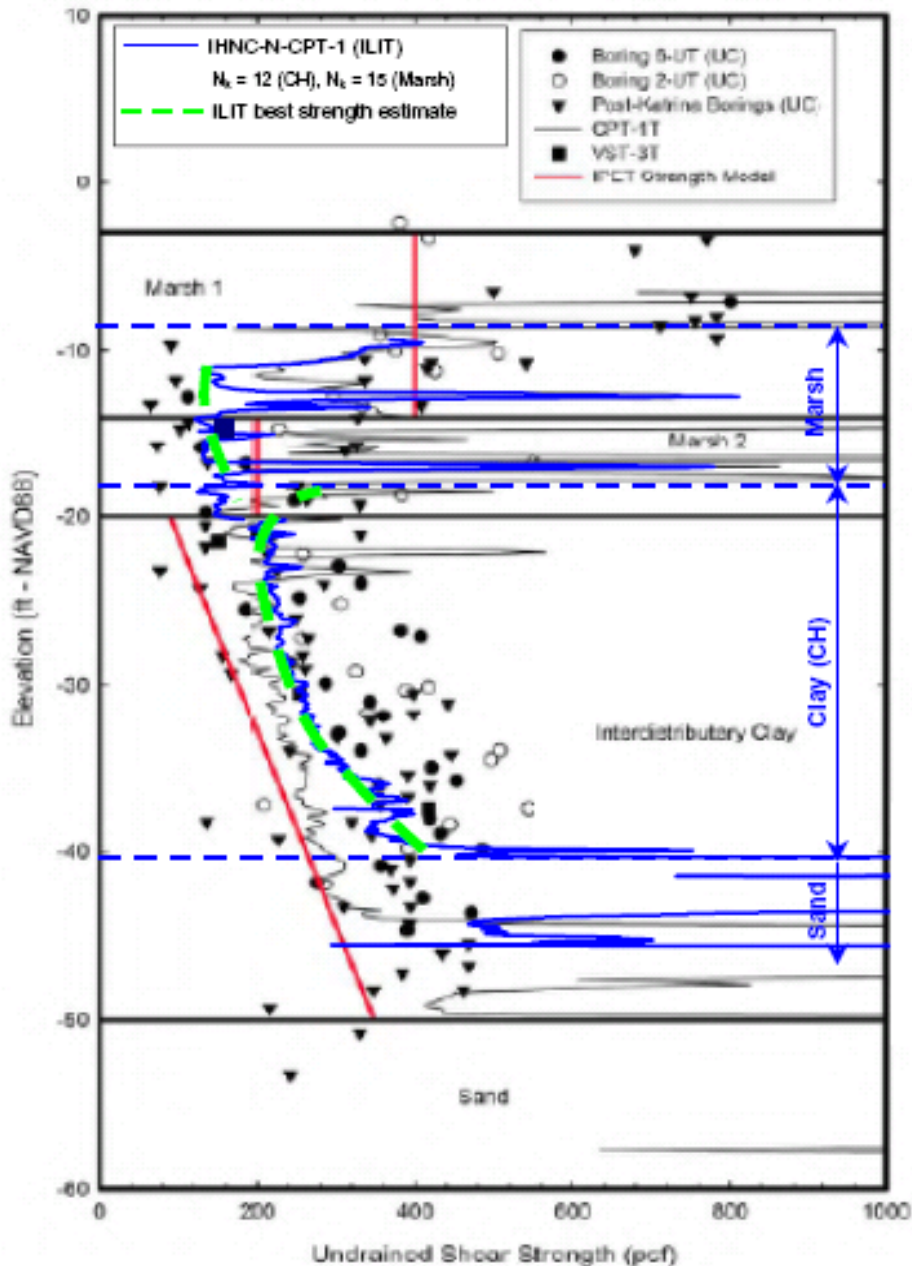 10
0
-10
-20
-30
-40
-50
-60
Elevation (ft - NAVD88)
IHNC-N-CPT-1 (ILIT)
Nk = 12 (CH), Nk = 15 (Marsh)
ILIT best strength estimate
Boring 6-UT (UC)
Boring 2-UT (UC)
Post-Katrina Borings (UC)
CPT-1T
VST-3T
IPET Strength Model
Marsh 1
Marsh 2
Marsh
Interdistributary Clay
Clay (CH)
Sand
Sand
0
200
400
600
800
1000
Undrained Shear Strength (pcf)